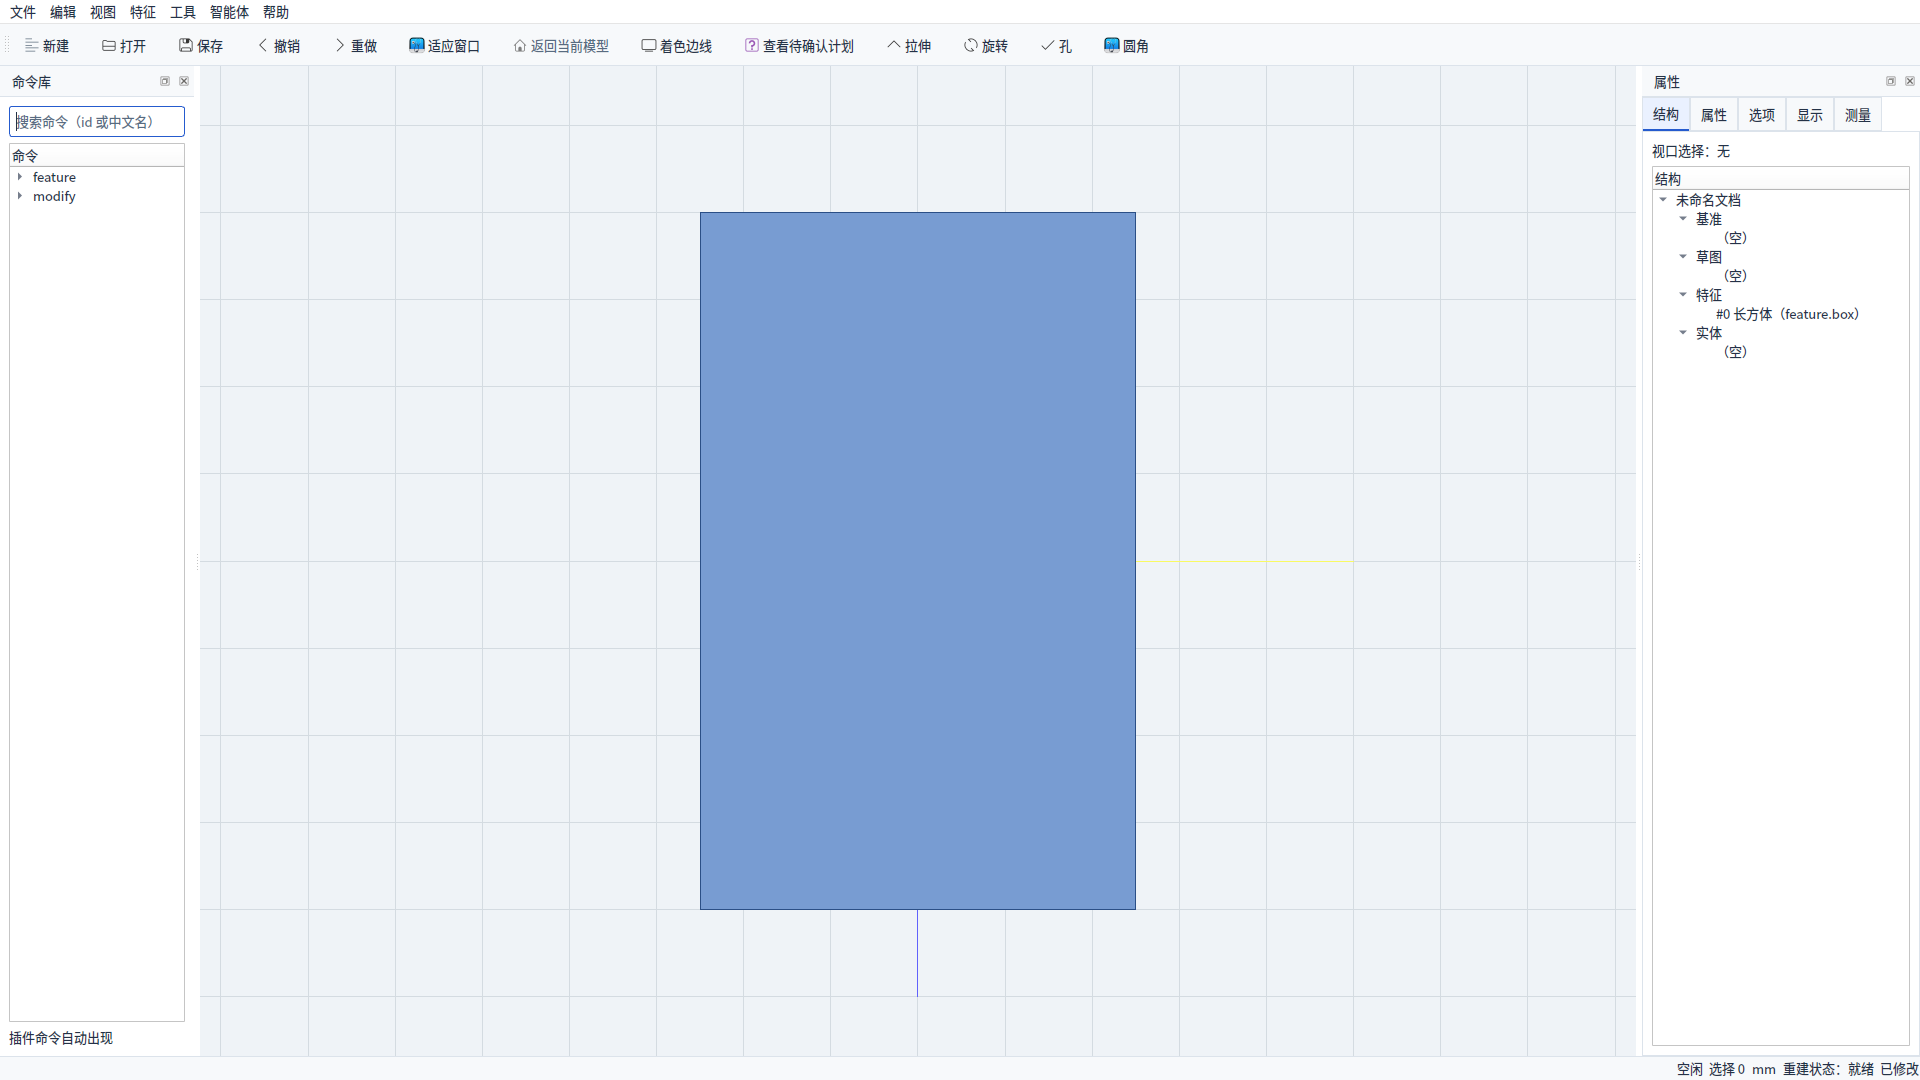 文件 编辑 视图 特征 工具 智能体 帮助
新建 打开 保存 撤销 重做 适应窗口 返回当前模型 着色边线 查看待确认计划 拉伸 旋转 孔 圆角
命令库
搜索命令（id 或中文名）
命令
feature
modify
插件命令自动出现
属性
结构 属性 选项 显示 测量
视口选择：无
结构
未命名文档
基准
（空）
草图
（空）
特征
#0 长方体（feature.box）
实体
（空）
空闲 选择 0 mm 重建状态：就绪 已修改